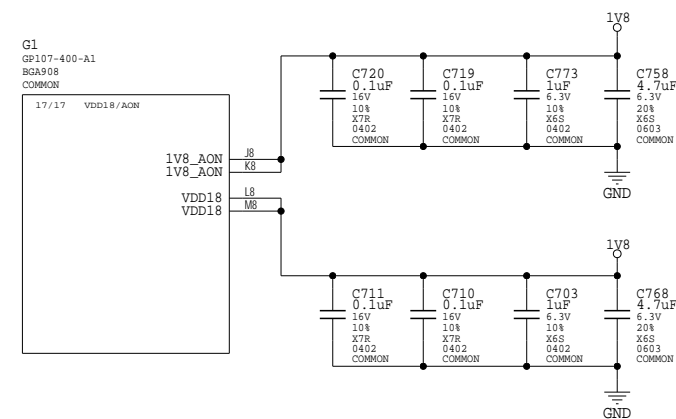 1V8
G1
GP107-400-A1
BGA908
COMMON
17/17 VDD18/AON
1V8_AON J8
1V8_AON K8
VDD18 L8
VDD18 M8
C720
0.1uF
16V
10%
X7R
0402
COMMON
C719
0.1uF
16V
10%
X7R
0402
COMMON
C773
1uF
6.3V
10%
X6S
0402
COMMON
C758
4.7uF
6.3V
20%
X6S
0603
COMMON
GND
1V8
C711
0.1uF
16V
10%
X7R
0402
COMMON
C710
0.1uF
16V
10%
X7R
0402
COMMON
C703
1uF
6.3V
10%
X6S
0402
COMMON
C768
4.7uF
6.3V
20%
X6S
0603
COMMON
GND